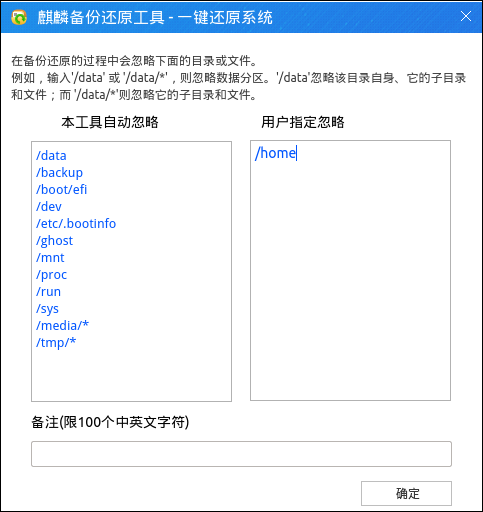 麒麟备份还原工具 - 一键还原系统
在备份还原的过程中会忽略下面的目录或文件。
例如，输入'/data' 或 '/data/*'，则忽略数据分区。'/data'忽略该目录自身、它的子目录
和文件；而 '/data/*'则忽略它的子目录和文件。
本工具自动忽略
用户指定忽略
/data
/backup
/boot/efi
/dev
/etc/.bootinfo
/ghost
/mnt
/proc
/run
/sys
/media/*
/tmp/*
/home
备注(限100个中英文字符)
确定